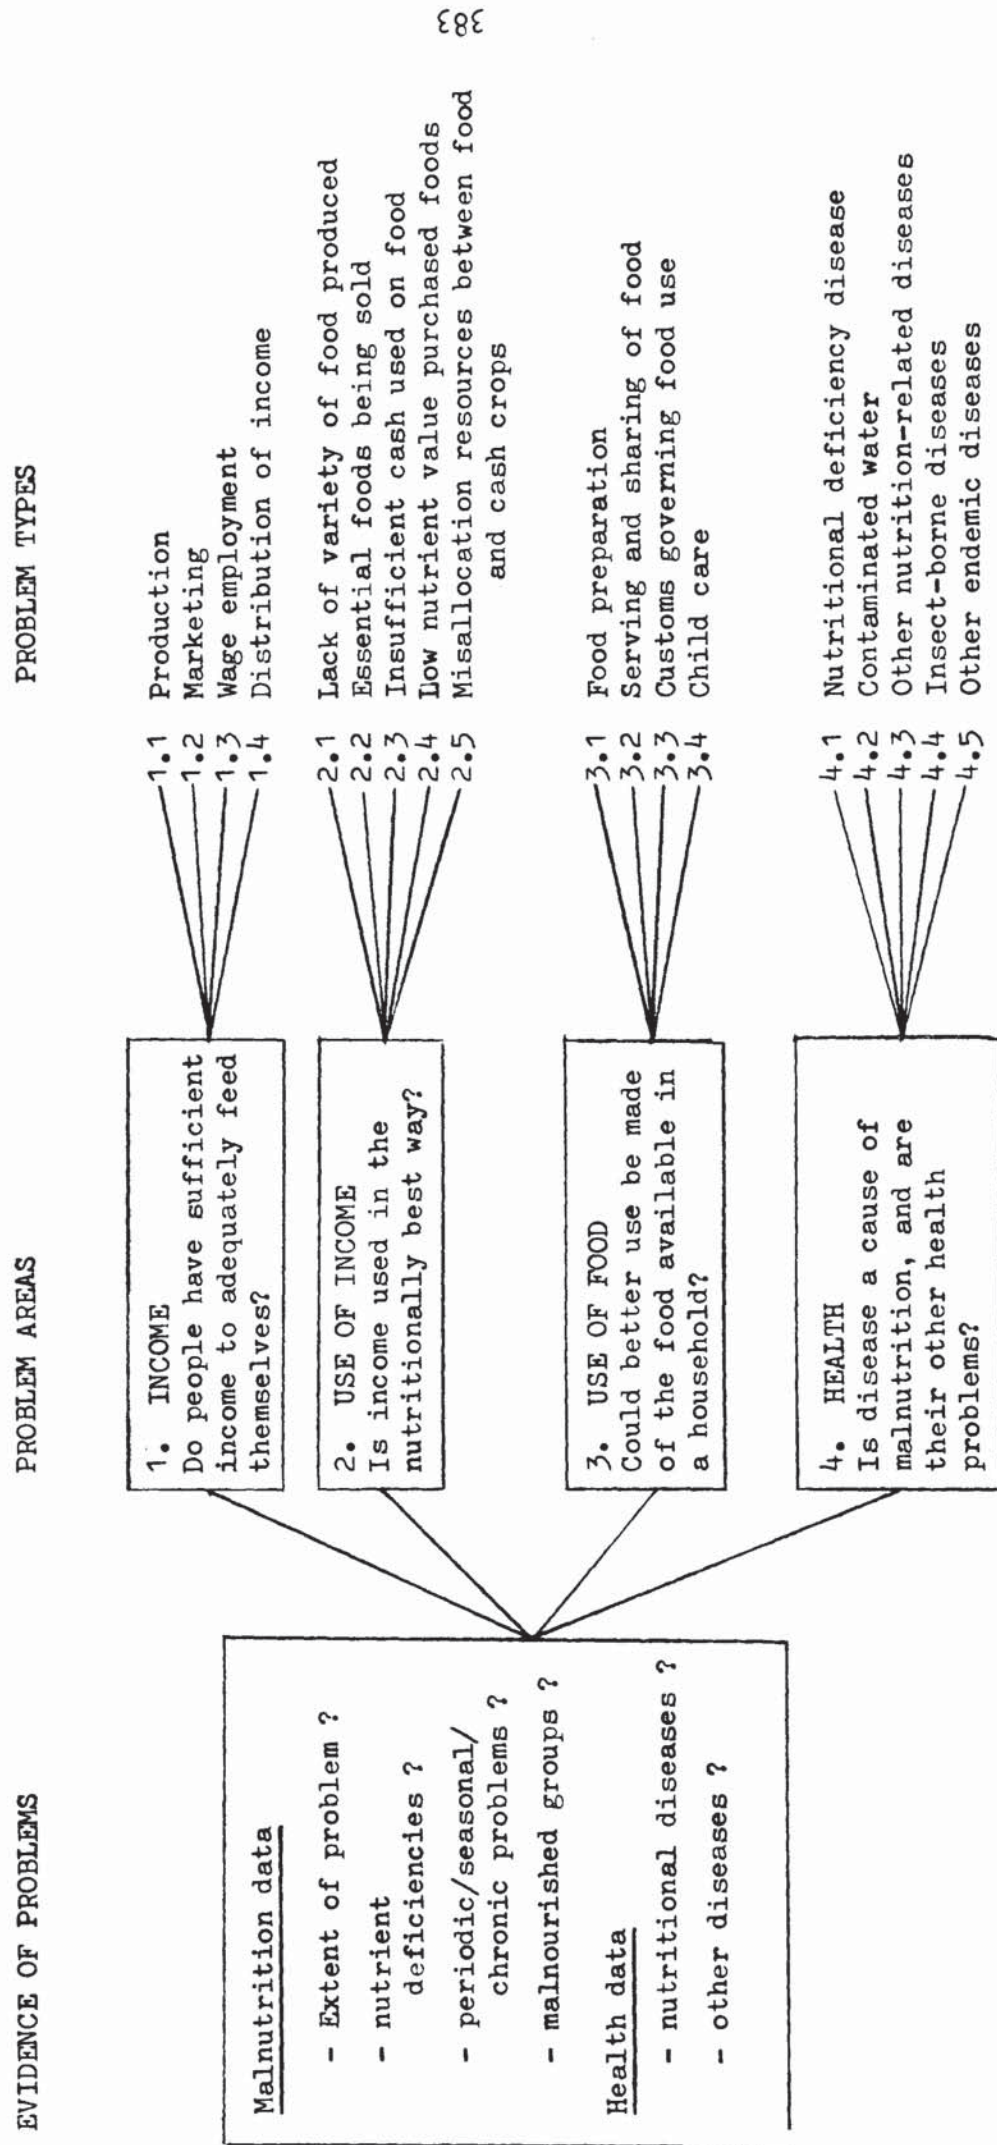 383
EVIDENCE OF PROBLEMS
PROBLEM AREAS
PROBLEM TYPES
Malnutrition data
- Extent of problem ?
- nutrient
deficiencies ?
- periodic/seasonal/
chronic problems ?
- malnourished groups ?
Health data
- nutritional diseases ?
- other diseases ?
1. INCOME
Do people have sufficient
income to adequately feed
themselves?
2. USE OF INCOME
Is income used in the
nutritionally best way?
3. USE OF FOOD
Could better use be made
of the food available in
a household?
4. HEALTH
Is disease a cause of
malnutrition, and are
their other health
problems?
1.1 Production
1.2 Marketing
1.3 Wage employment
1.4 Distribution of income
2.1 Lack of variety of food produced
2.2 Essential foods being sold
2.3 Insufficient cash used on food
2.4 Low nutrient value purchased foods
2.5 Misallocation resources between food
and cash crops
3.1 Food preparation
3.2 Serving and sharing of food
3.3 Customs governing food use
3.4 Child care
4.1 Nutritional deficiency disease
4.2 Contaminated water
4.3 Other nutrition-related diseases
4.4 Insect-borne diseases
4.5 Other endemic diseases